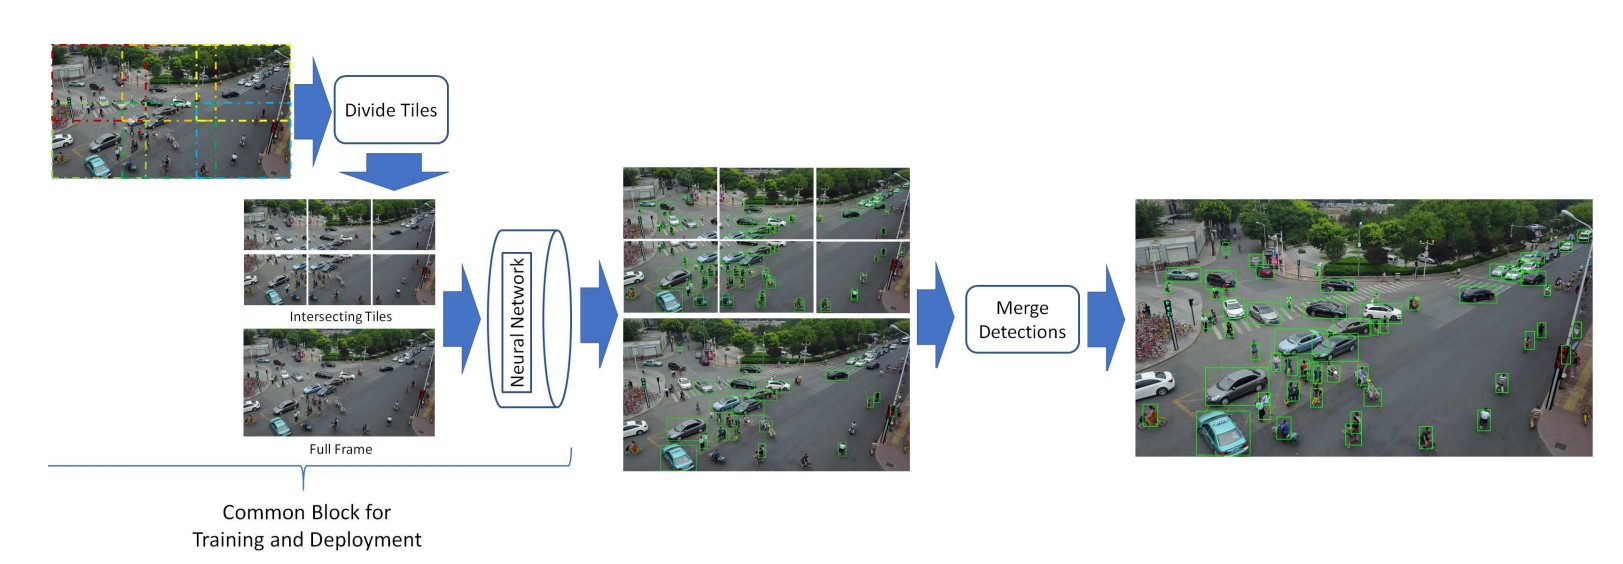 Divide Tiles
Intersecting Tiles
Full Frame
Neural Network
Merge
Detections
Common Block for
Training and Deployment